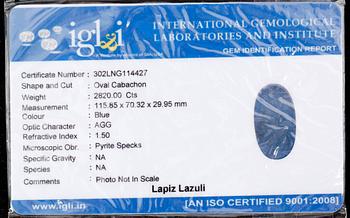 igli
INTERNATIONAL GEMOLOGICAL
LABORATORIES AND INSTITUTE
GEM IDENTIFICATION REPORT
Certificate Number : 302LNG114427
Shape and Cut : Oval Cabachon
Weight : 2820.00 Cts
Measurement : 115.85 x 70.32 x 29.95 mm
Colour : Blue
Optic Character : AGG
Refractive Index : 1.50
Microscopic Obr. : Pyrite Specks
Specific Gravity : NA
Species : NA
Comments : Photo Not in Scale
Lapiz Lazuli
www.igli.in
[AN ISO CERTIFIED 9001:2008]